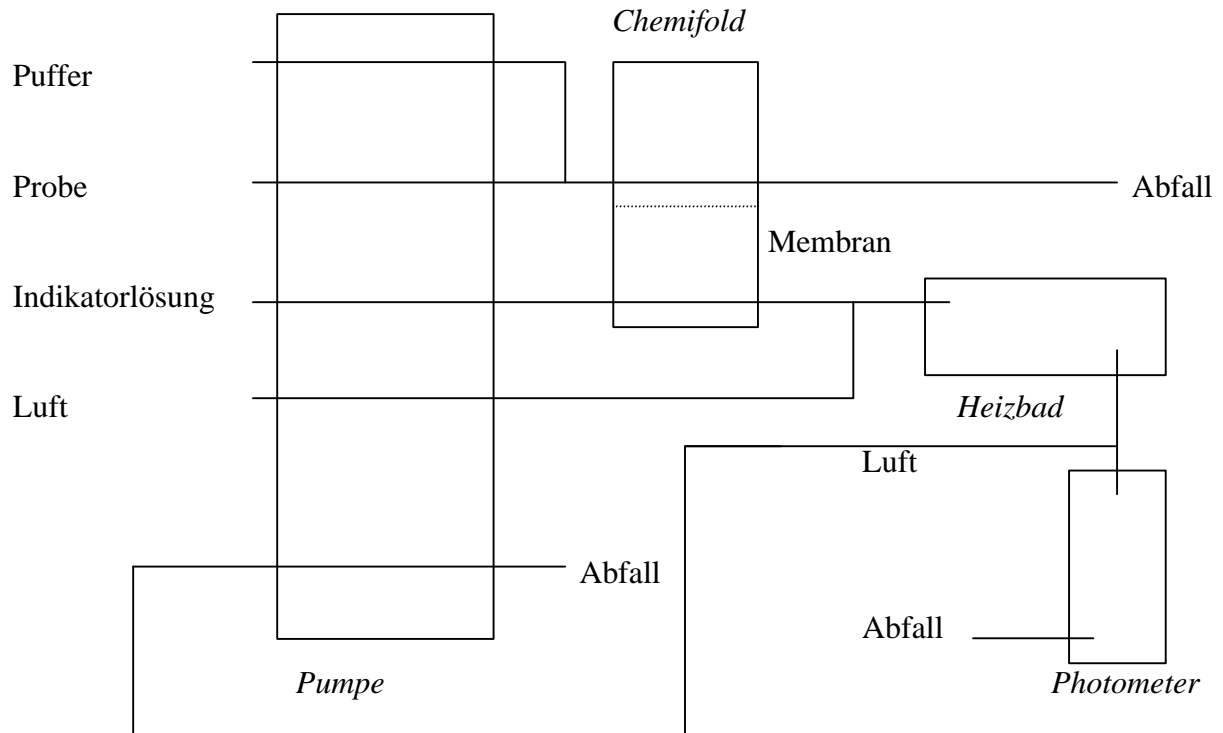 Chemifold
Puffer
Probe
Abfall
Membran
Indikatorlösung
Luft
Heizbad
Luft
Abfall
Abfall
Pumpe
Photometer